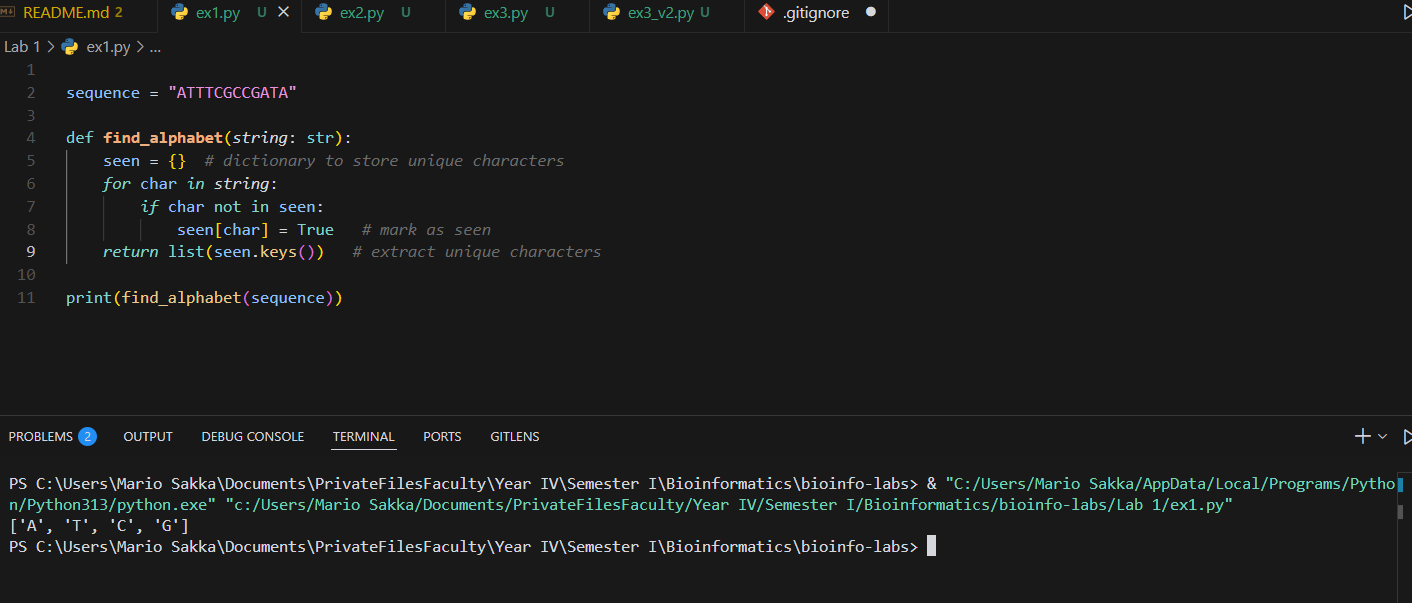 README.md 2 ex1.py U ex2.py U ex3.py U ex3_v2.py U .gitignore
Lab 1 > ex1.py > ...
1
2 sequence = "ATTTCGCCGATA"
3
4 def find_alphabet(string: str):
5 seen = {} # dictionary to store unique characters
6 for char in string:
7 if char not in seen:
8 seen[char] = True # mark as seen
9 return list(seen.keys()) # extract unique characters
10
11 print(find_alphabet(sequence))
PROBLEMS 2 OUTPUT DEBUG CONSOLE TERMINAL PORTS GITLENS
PS C:\Users\Mario Sakka\Documents\PrivateFilesFaculty\Year IV\Semester I\Bioinformatics\bioinfo-labs> & "C:/Users/Mario Sakka/AppData/Local/Programs/Pytho
n/Python313/python.exe" "c:/Users/Mario Sakka/Documents/PrivateFilesFaculty/Year IV/Semester I/Bioinformatics/bioinfo-labs/Lab 1/ex1.py"
['A', 'T', 'C', 'G']
PS C:\Users\Mario Sakka\Documents\PrivateFilesFaculty\Year IV\Semester I\Bioinformatics\bioinfo-labs>